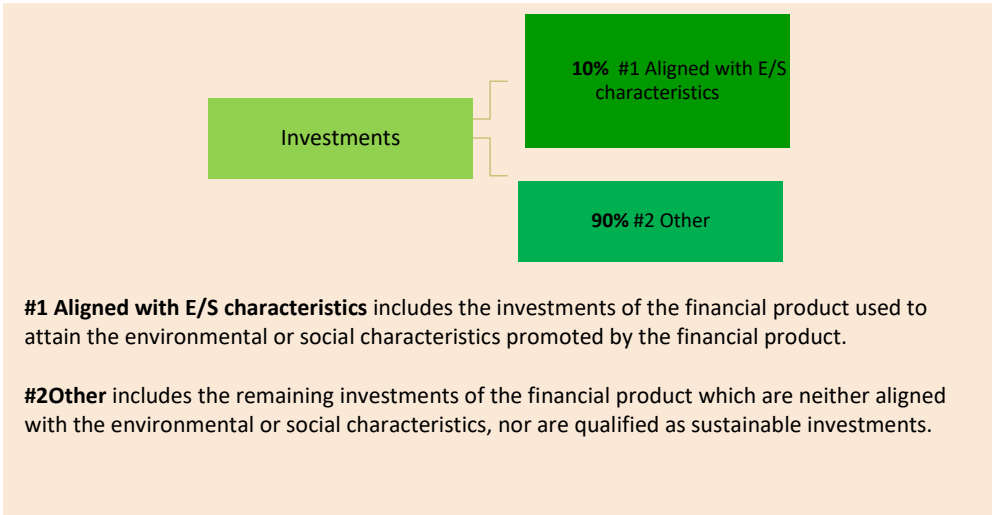 10% #1 Aligned with E/S
characteristics
Investments
90% #2 Other
#1 Aligned with E/S characteristics includes the investments of the financial product used to
attain the environmental or social characteristics promoted by the financial product.
#2Other includes the remaining investments of the financial product which are neither aligned
with the environmental or social characteristics, nor are qualified as sustainable investments.